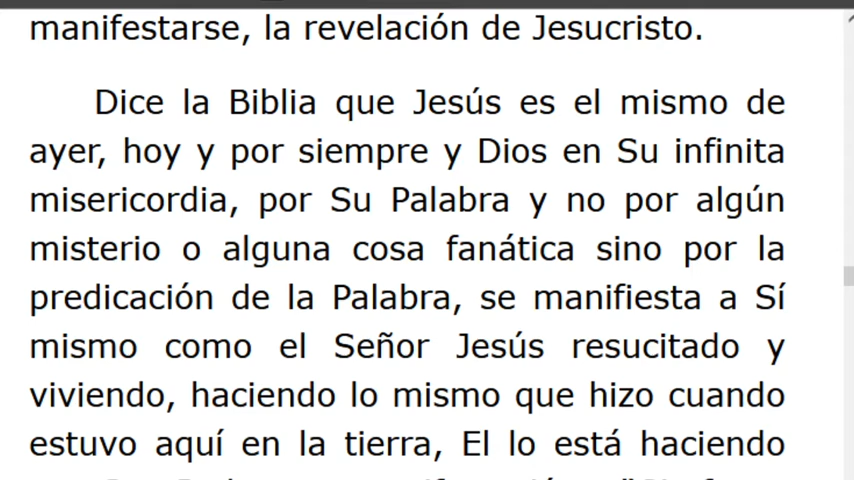 manifestarse, la revelación de Jesucristo.
Dice la Biblia que Jesús es el mismo de
ayer, hoy y por siempre y Dios en Su infinita
misericordia, por Su Palabra y no por algún
misterio o alguna cosa fanática sino por la
predicación de la Palabra, se manifiesta a Sí
mismo como el Señor Jesús resucitado y
viviendo, haciendo lo mismo que hizo cuando
estuvo aquí en la tierra, El lo está haciendo